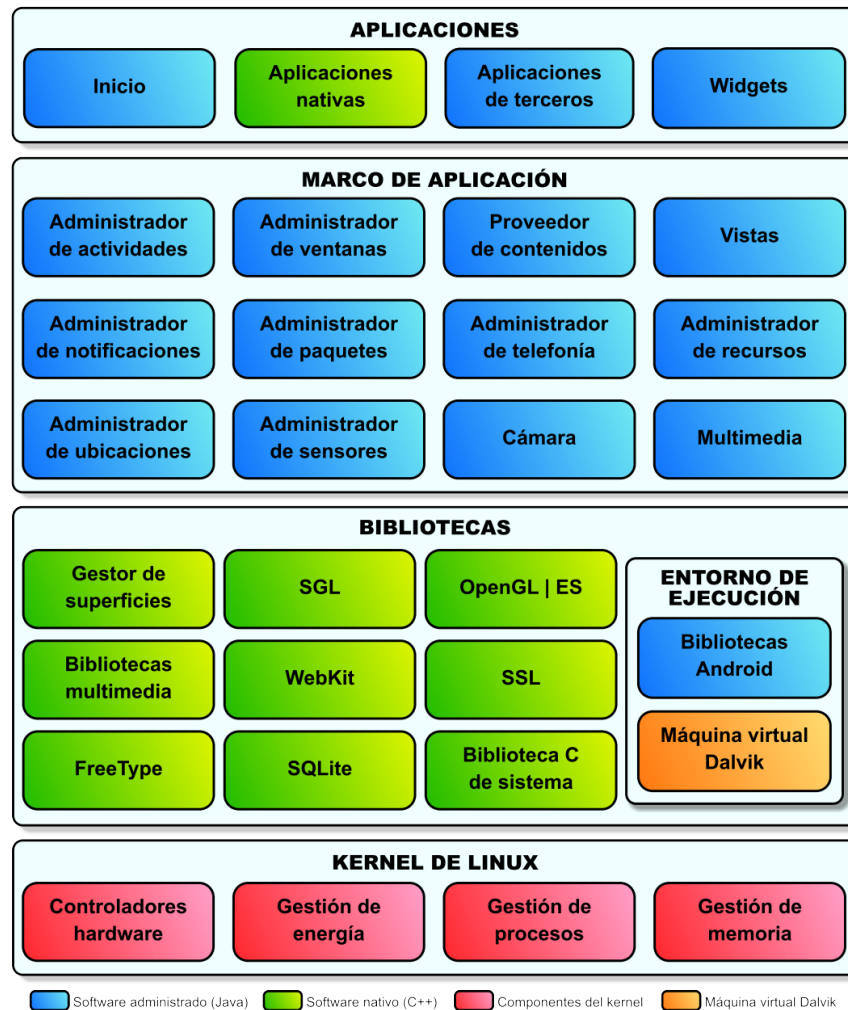 APLICACIONES
Inicio
Aplicaciones
nativas
Aplicaciones
de terceros
Widgets
MARCO DE APLICACIÓN
Administrador
de actividades
Administrador
de ventanas
Proveedor
de contenidos
Vistas
Administrador
de notificaciones
Administrador
de paquetes
Administrador
de telefonía
Administrador
de recursos
Administrador
de ubicaciones
Administrador
de sensores
Cámara
Multimedia
BIBLIOTECAS
Gestor de
superficies
SGL
OpenGL | ES
Bibliotecas
multimedia
WebKit
SSL
FreeType
SQLite
Biblioteca C
de sistema
ENTORNO DE
EJECUCIÓN
Bibliotecas
Android
Máquina virtual
Dalvik
KERNEL DE LINUX
Controladores
hardware
Gestión de
energía
Gestión de
procesos
Gestión de
memoria
Software administrado (Java)
Software nativo (C++)
Componentes del kernel
Máquina virtual Dalvik